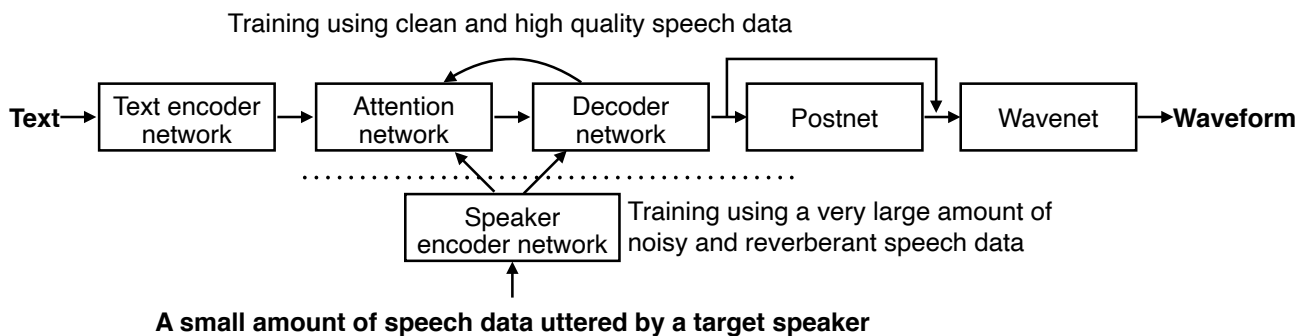 Training using clean and high quality speech data
Text
Text encoder
network
Attention
network
Decoder
network
Postnet
Wavenet
Waveform
Speaker
encoder network
Training using a very large amount of
noisy and reverberant speech data
A small amount of speech data uttered by a target speaker